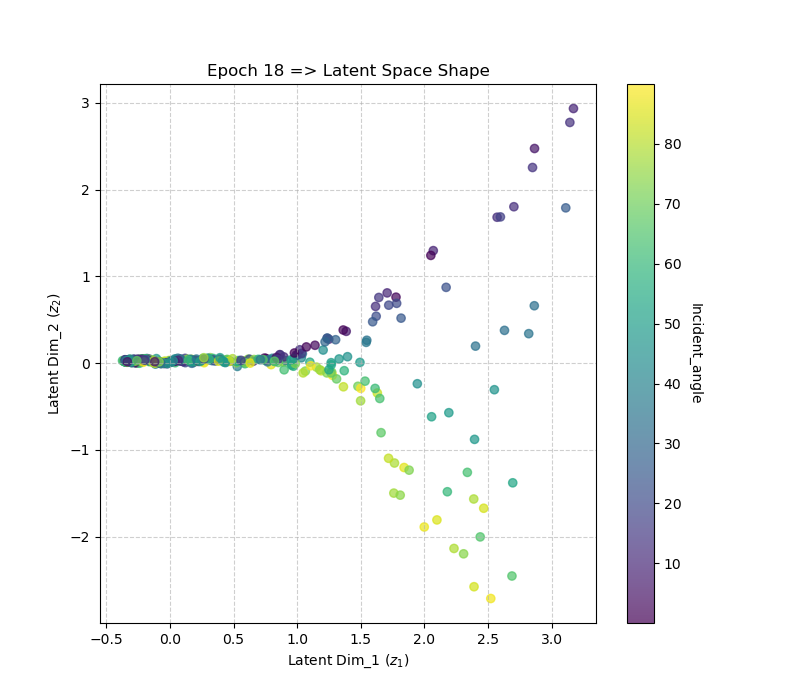 Epoch 18 => Latent Space Shape
3
2
1
0
−1
−2
Latent Dim_2 (z₂)
−0.5 0.0 0.5 1.0 1.5 2.0 2.5 3.0
Latent Dim_1 (z₁)
80
70
60
50
40
30
20
10
Incident_angle